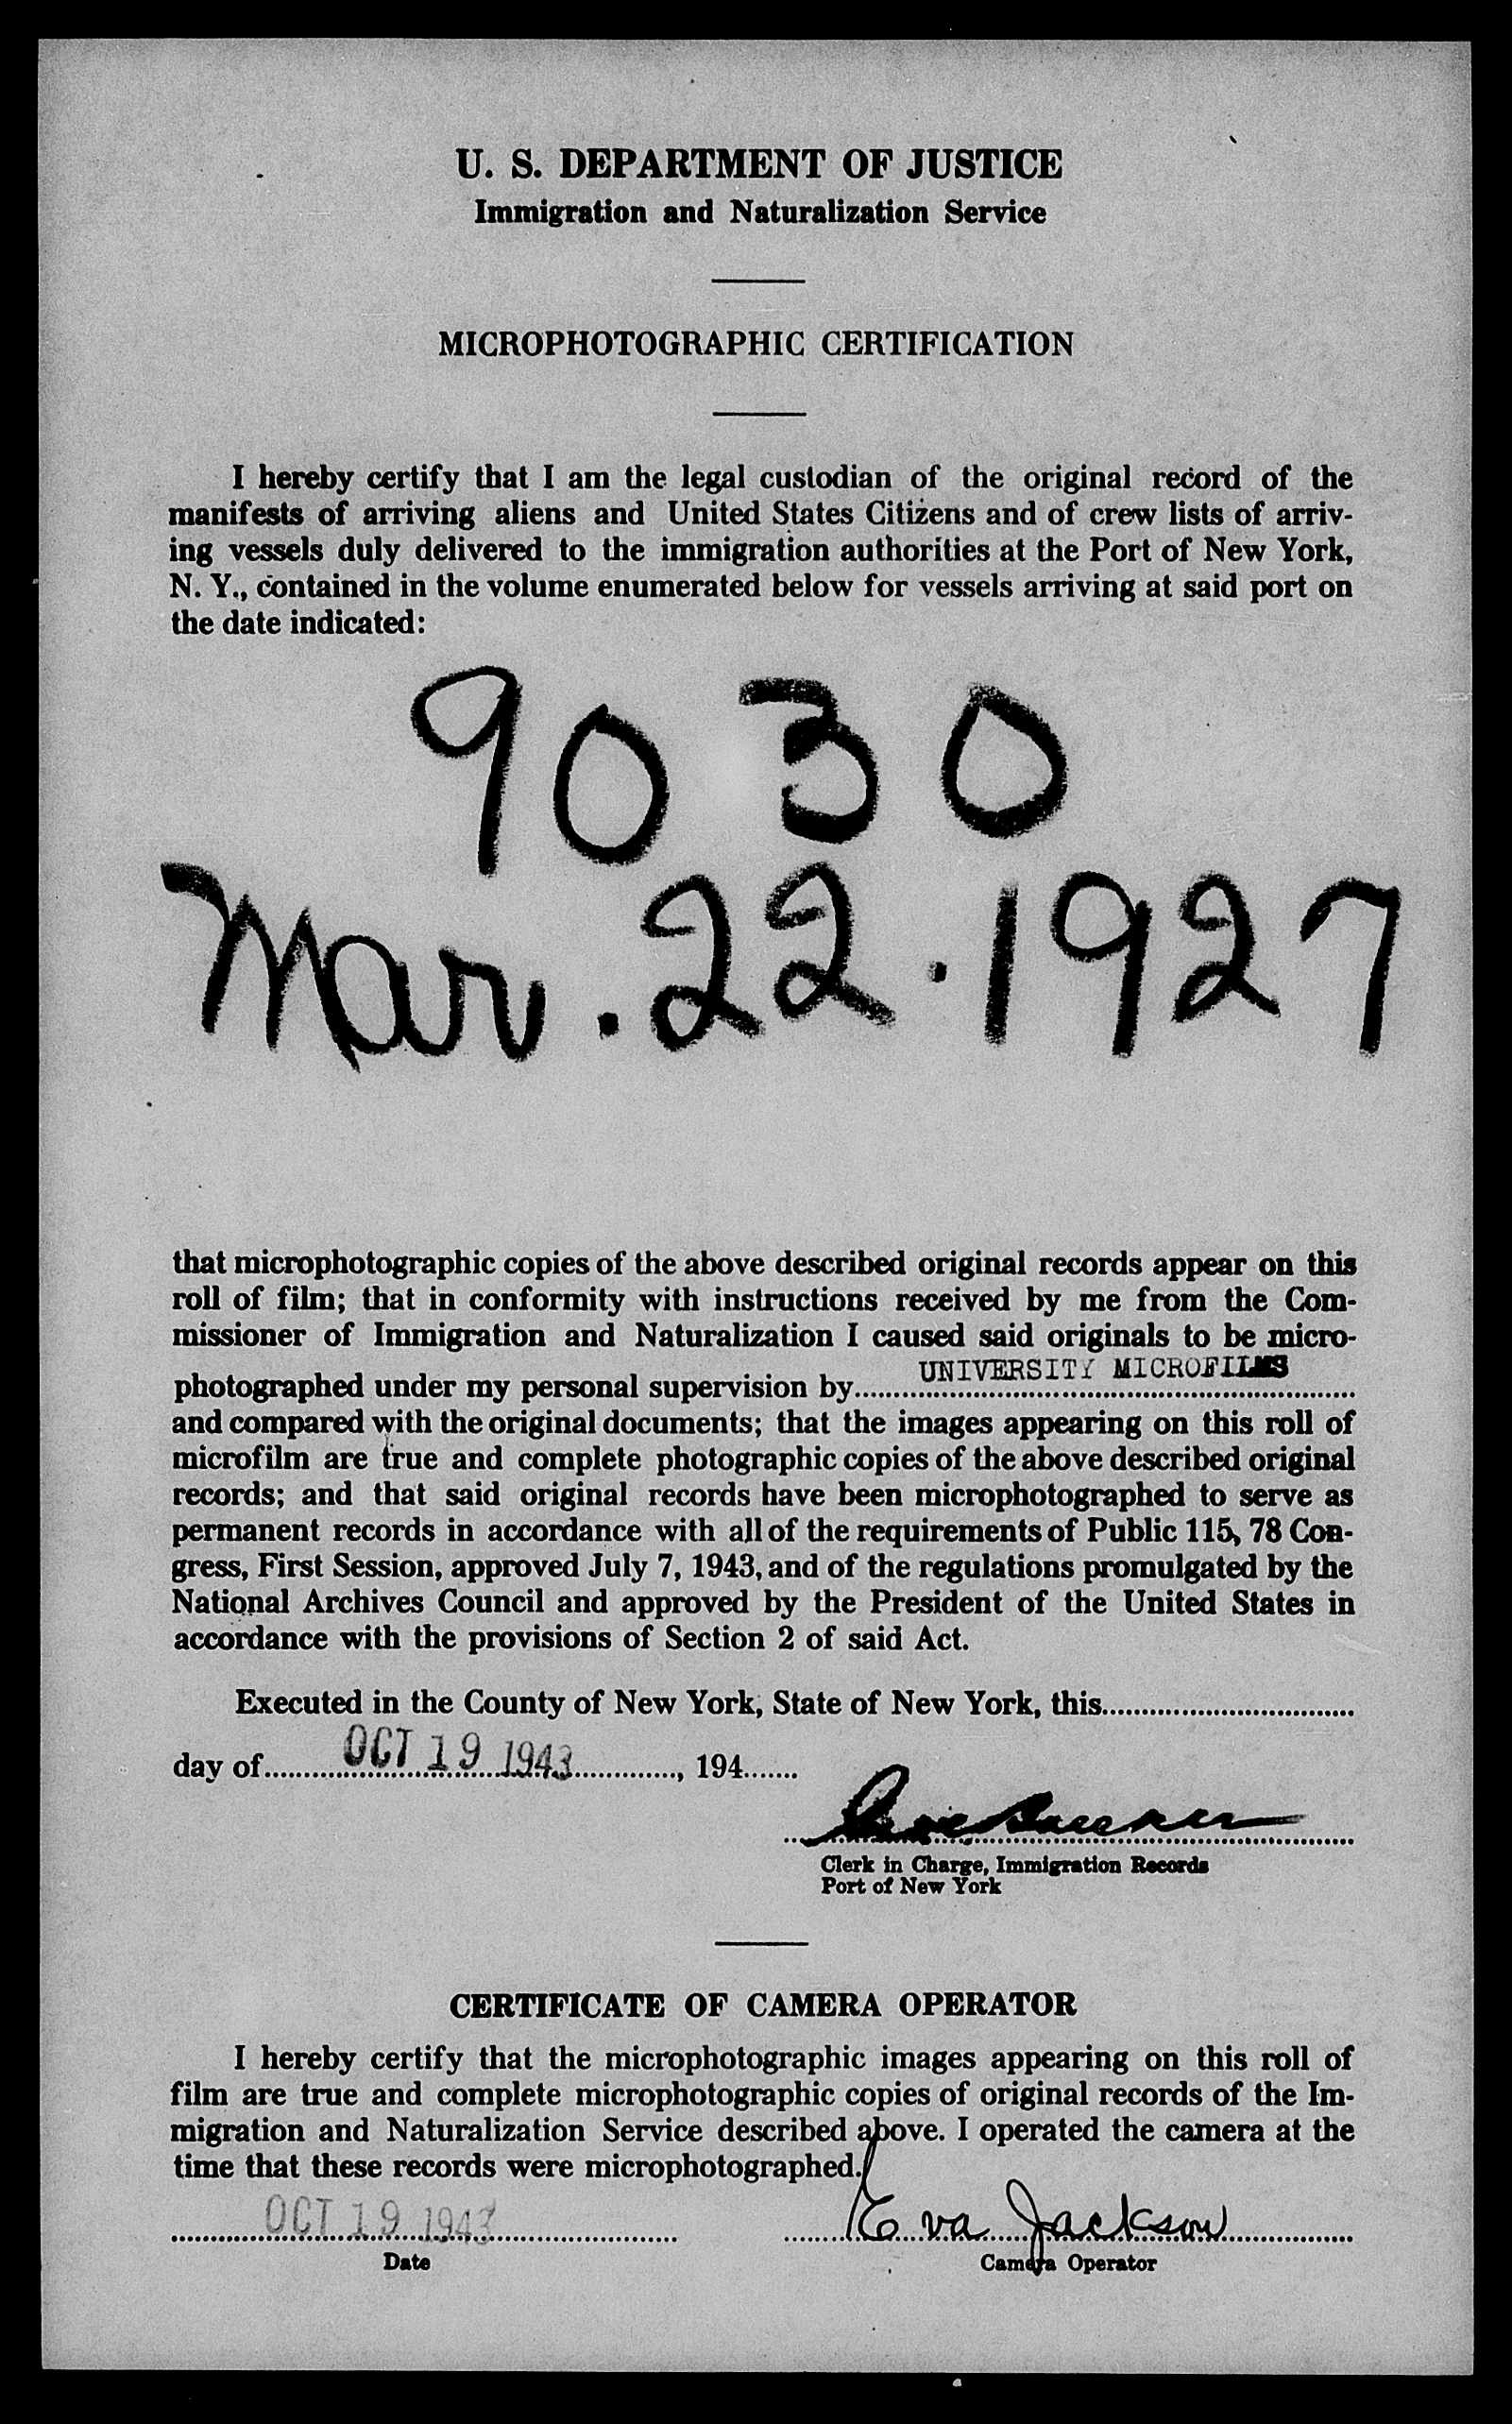 U. S. DEPARTMENT OF JUSTICE
Immigration and Naturalization Service
MICROPHOTOGRAPHIC CERTIFICATION
I hereby certify that I am the legal custodian of the original record of the
manifests of arriving aliens and United States Citizens and of crew lists of arriv-
ing vessels duly delivered to the immigration authorities at the Port of New York,
N. Y., contained in the volume enumerated below for vessels arriving at said port on
the date indicated:
9030
Mar. 22. 1927
that microphotographic copies of the above described original records appear on this
roll of film; that in conformity with instructions received by me from the Com-
missioner of Immigration and Naturalization I caused said originals to be micro-
photographed under my personal supervision by UNIVERSITY MICROFILMS
and compared with the original documents; that the images appearing on this roll of
microfilm are true and complete photographic copies of the above described original
records; and that said original records have been microphotographed to serve as
permanent records in accordance with all of the requirements of Public 115, 78 Con-
gress, First Session, approved July 7, 1943, and of the regulations promulgated by the
National Archives Council and approved by the President of the United States in
accordance with the provisions of Section 2 of said Act.
Executed in the County of New York, State of New York, this
day of OCT 19 1943, 194
Clerk in Charge, Immigration Records
Port of New York
CERTIFICATE OF CAMERA OPERATOR
I hereby certify that the microphotographic images appearing on this roll of
film are true and complete microphotographic copies of original records of the Im-
migration and Naturalization Service described above. I operated the camera at the
time that these records were microphotographed.
OCT 19 1943 Eva Jackson
Date Camera Operator